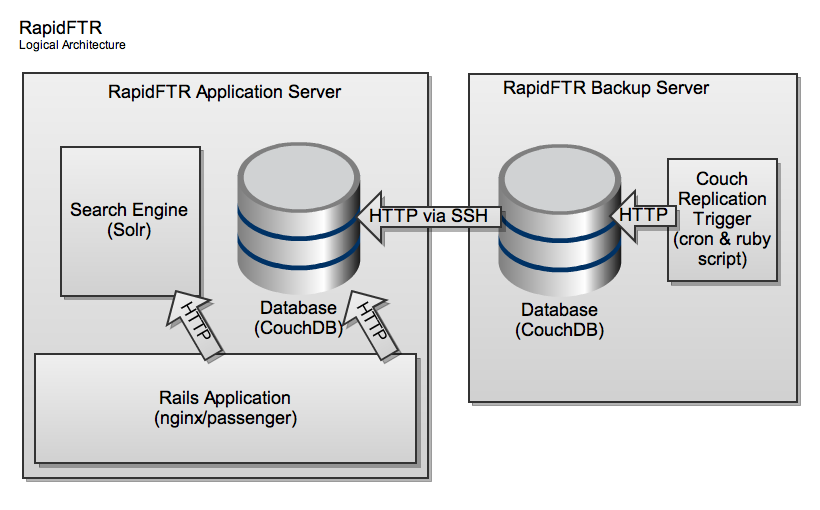 RapidFTR
Logical Architecture
RapidFTR Application Server
RapidFTR Backup Server
Search Engine
(Solr)
HTTP via SSH
HTTP
Couch
Replication
Trigger
(cron & ruby
script)
Database
(CouchDB)
Database
(CouchDB)
HTTP
HTTP
Rails Application
(nginx/passenger)